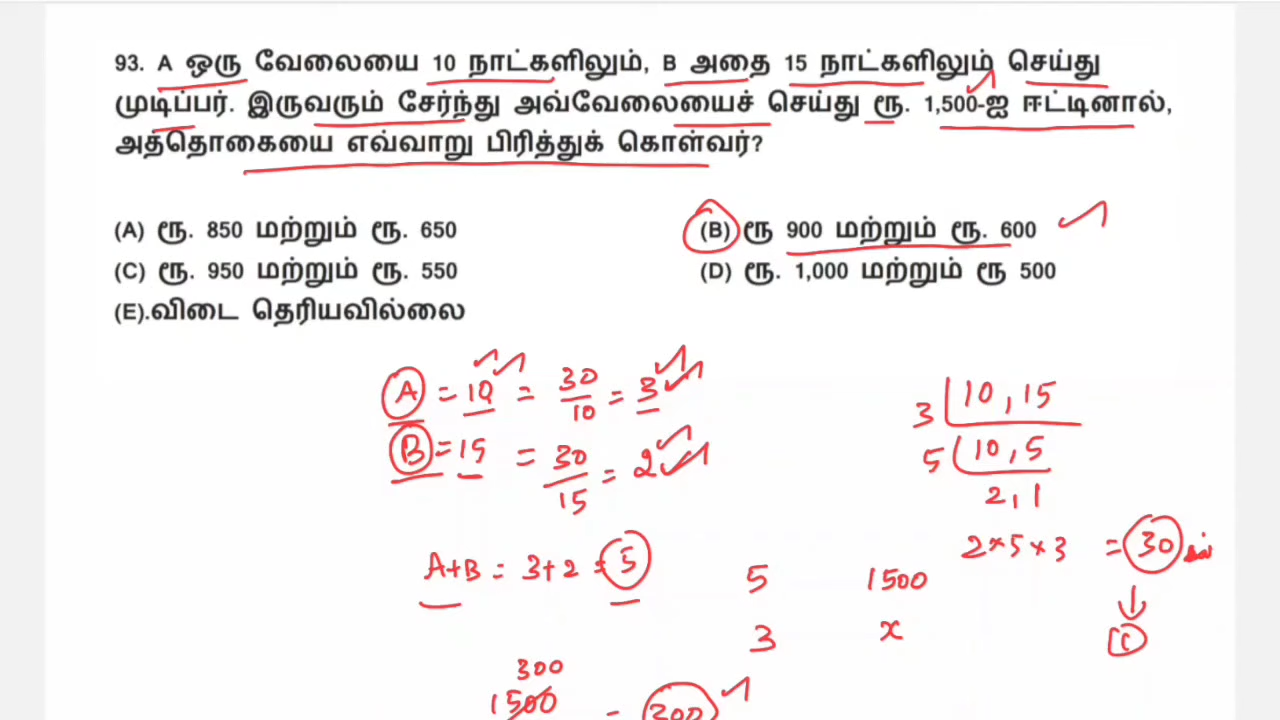 93. A ஒரு வேலையை 10 நாட்களிலும், B அதை 15 நாட்களிலும் செய்து
முடிப்பர். இருவரும் சேர்ந்து அவ்வேலையைச் செய்து ரூ. 1,500-ஐ ஈட்டினால்,
அத்தொகையை எவ்வாறு பிரித்துக் கொள்வர்?
(A) ரூ. 850 மற்றும் ரூ. 650
(B) ரூ 900 மற்றும் ரூ. 600
(C) ரூ. 950 மற்றும் ரூ. 550
(D) ரூ. 1,000 மற்றும் ரூ 500
(E).விடை தெரியவில்லை
A = 10 = 30/10 = 3
B = 15 = 30/15 = 2
3 10, 15
5 10, 5
2, 1
2 × 5 × 3 = 30
A+B = 3+2 = 5
5 1500
3 x
300
1500 = 300